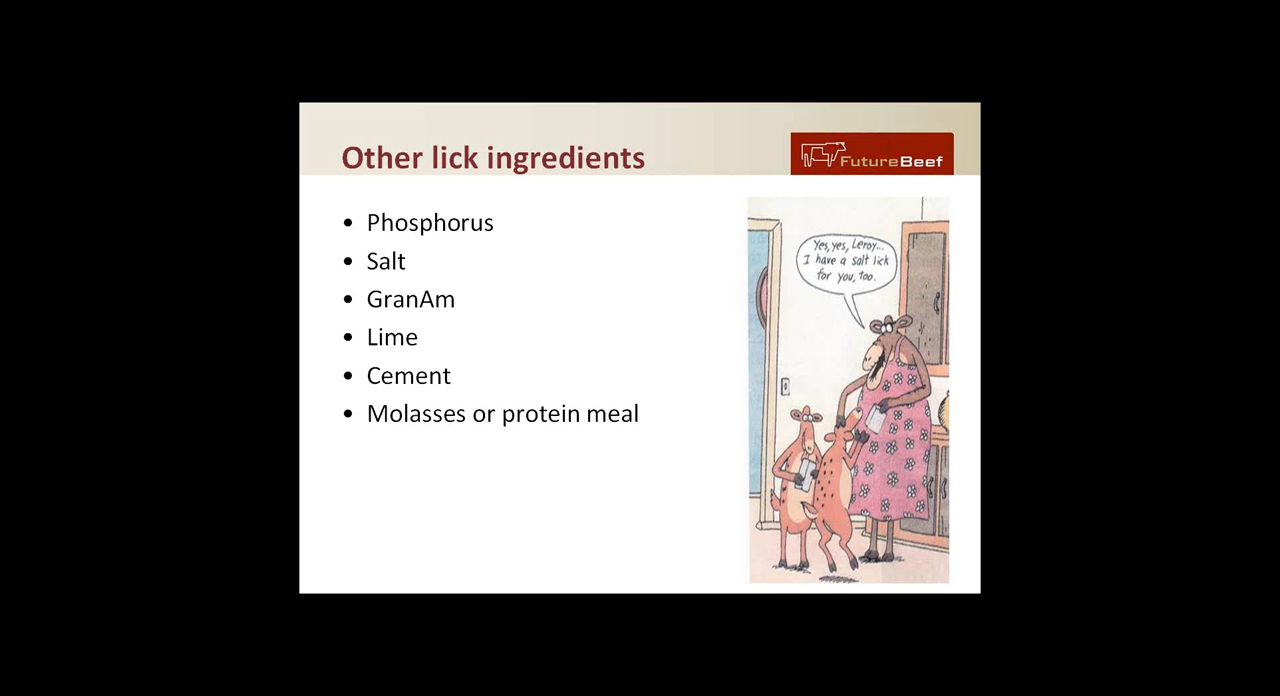 Other lick ingredients
FutureBeef
• Phosphorus
• Salt
• GranAm
• Lime
• Cement
• Molasses or protein meal
Yes, yes, Leroy...
I have a salt lick
for you, too.